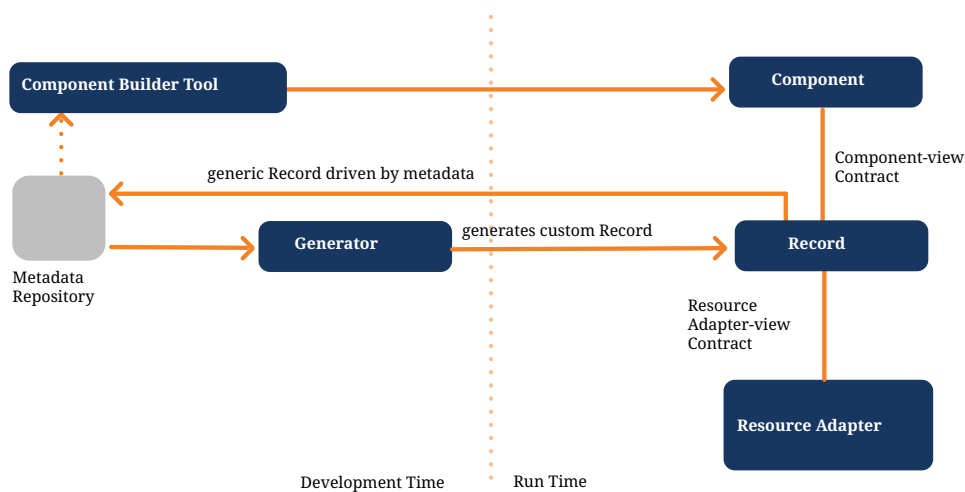 Component Builder Tool
Component
Component-view
Contract
generic Record driven by metadata
Generator
generates custom Record
Record
Metadata
Repository
Resource
Adapter-view
Contract
Resource Adapter
Development Time
Run Time